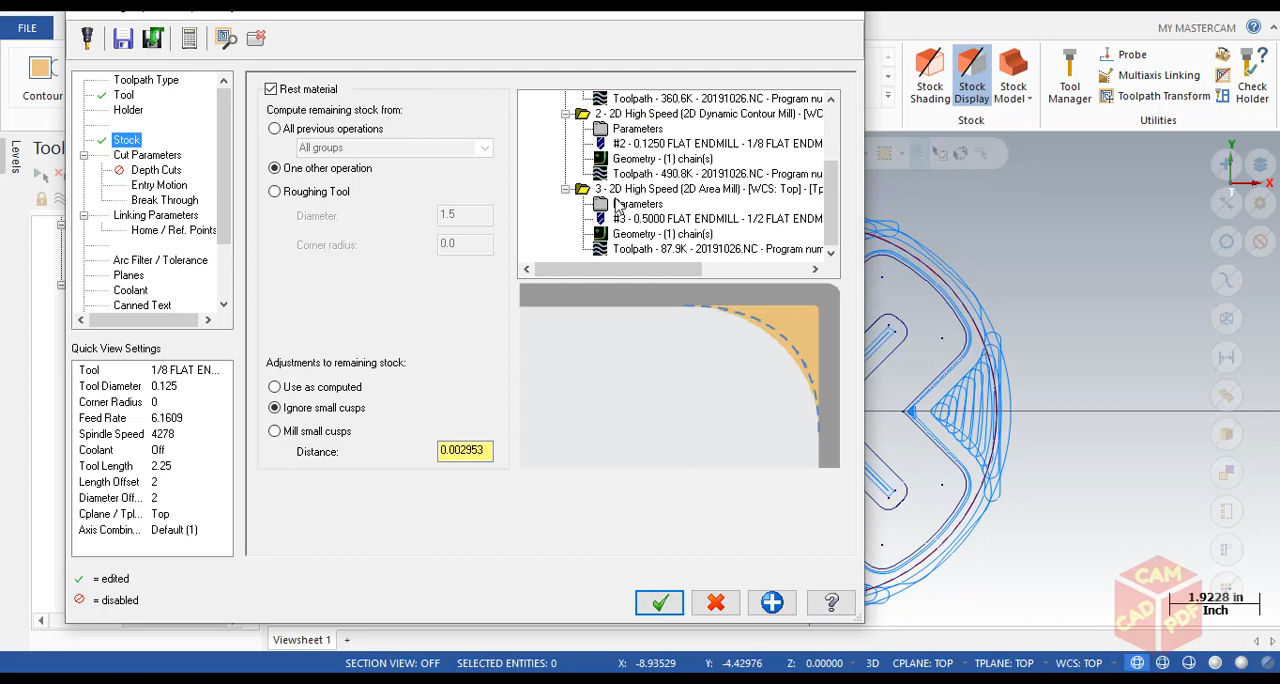 FILE
MY MASTERCAM
Contour
Stock Shading
Stock Display
Stock Model
Stock
Tool Manager
Probe
Multiaxis Linking
Toolpath Transform
Check Holder
Utilities
Levels
Tool
Toolpath Type
Tool
Holder
Stock
Cut Parameters
Depth Cuts
Entry Motion
Break Through
Linking Parameters
Home / Ref. Points
Arc Filter / Tolerance
Planes
Coolant
Canned Text
Quick View Settings
Tool 1/8 FLAT EN...
Tool Diameter 0.125
Corner Radius 0
Feed Rate 6.1609
Spindle Speed 4278
Coolant Off
Tool Length 2.25
Length Offset 2
Diameter Off... 2
Cplane / Tpl... Top
Axis Combin... Default (1)
= edited
= disabled
Rest material
Compute remaining stock from:
All previous operations
All groups
One other operation
Roughing Tool
Diameter: 1.5
Corner radius: 0.0
Adjustments to remaining stock:
Use as computed
Ignore small cusps
Mill small cusps
Distance: 0.002953
Toolpath - 360.6K - 20191026.NC - Program nu
2 - 2D High Speed (2D Dynamic Contour Mill) - [WC
Parameters
#2 - 0.1250 FLAT ENDMILL - 1/8 FLAT ENDM
Geometry - (1) chain(s)
Toolpath - 490.8K - 20191026.NC - Program nu
3 - 2D High Speed (2D Area Mill) - [WCS: Top] - [Tp
Parameters
#3 - 0.5000 FLAT ENDMILL - 1/2 FLAT ENDM
Geometry - (1) chain(s)
Toolpath - 87.9K - 20191026.NC - Program num
Y
X
CAM
CAD
PDF
1.9228 in
Inch
Viewsheet 1 +
SECTION VIEW: OFF SELECTED ENTITIES: 0 X: -8.93529 Y: -4.42976 Z: 0.00000 3D CPLANE: TOP TPLANE: TOP WCS: TOP